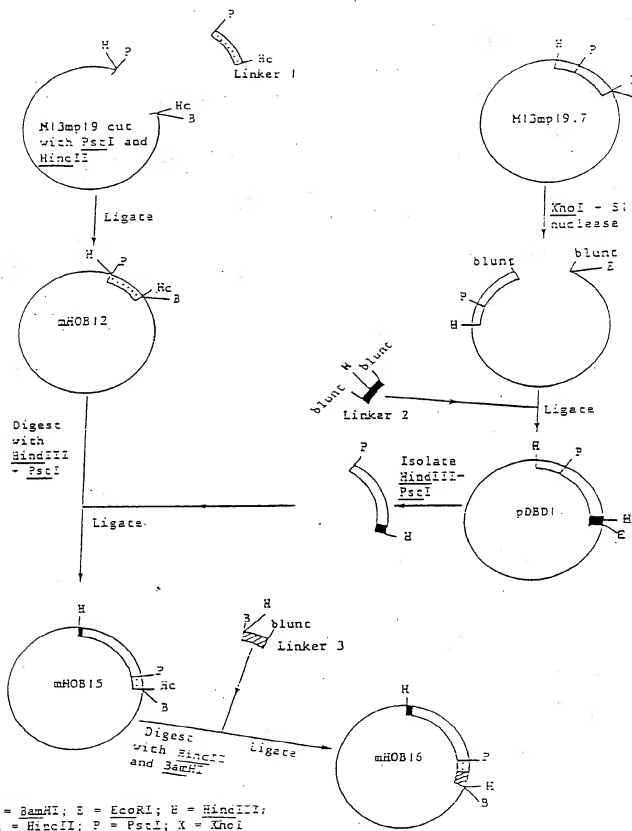 P
H
P
Hc
Linker 1
H
P
Hc
B
M13mp19 cut
with PstI and
HincII
M13mp19.7
Ligate
XhoI - S1
nuclease
H
P
Hc
B
mHOB12
blunt
blunt
E
P
H
blunt
H
blunt
Linker 2
Ligate
Digest
with
HindIII
+ PstI
P
Isolate
HindIII-
PstI
H
H
P
pDBD1
H
E
Ligate
H
P
Hc
B
mHOB15
B
H
blunt
Linker 3
Digest
with HincII
and BamHI
Ligate
H
P
H
B
mHOB16
= BamHI; E = EcoRI; H = HindIII;
= HincII; P = PstI; X = XhoI